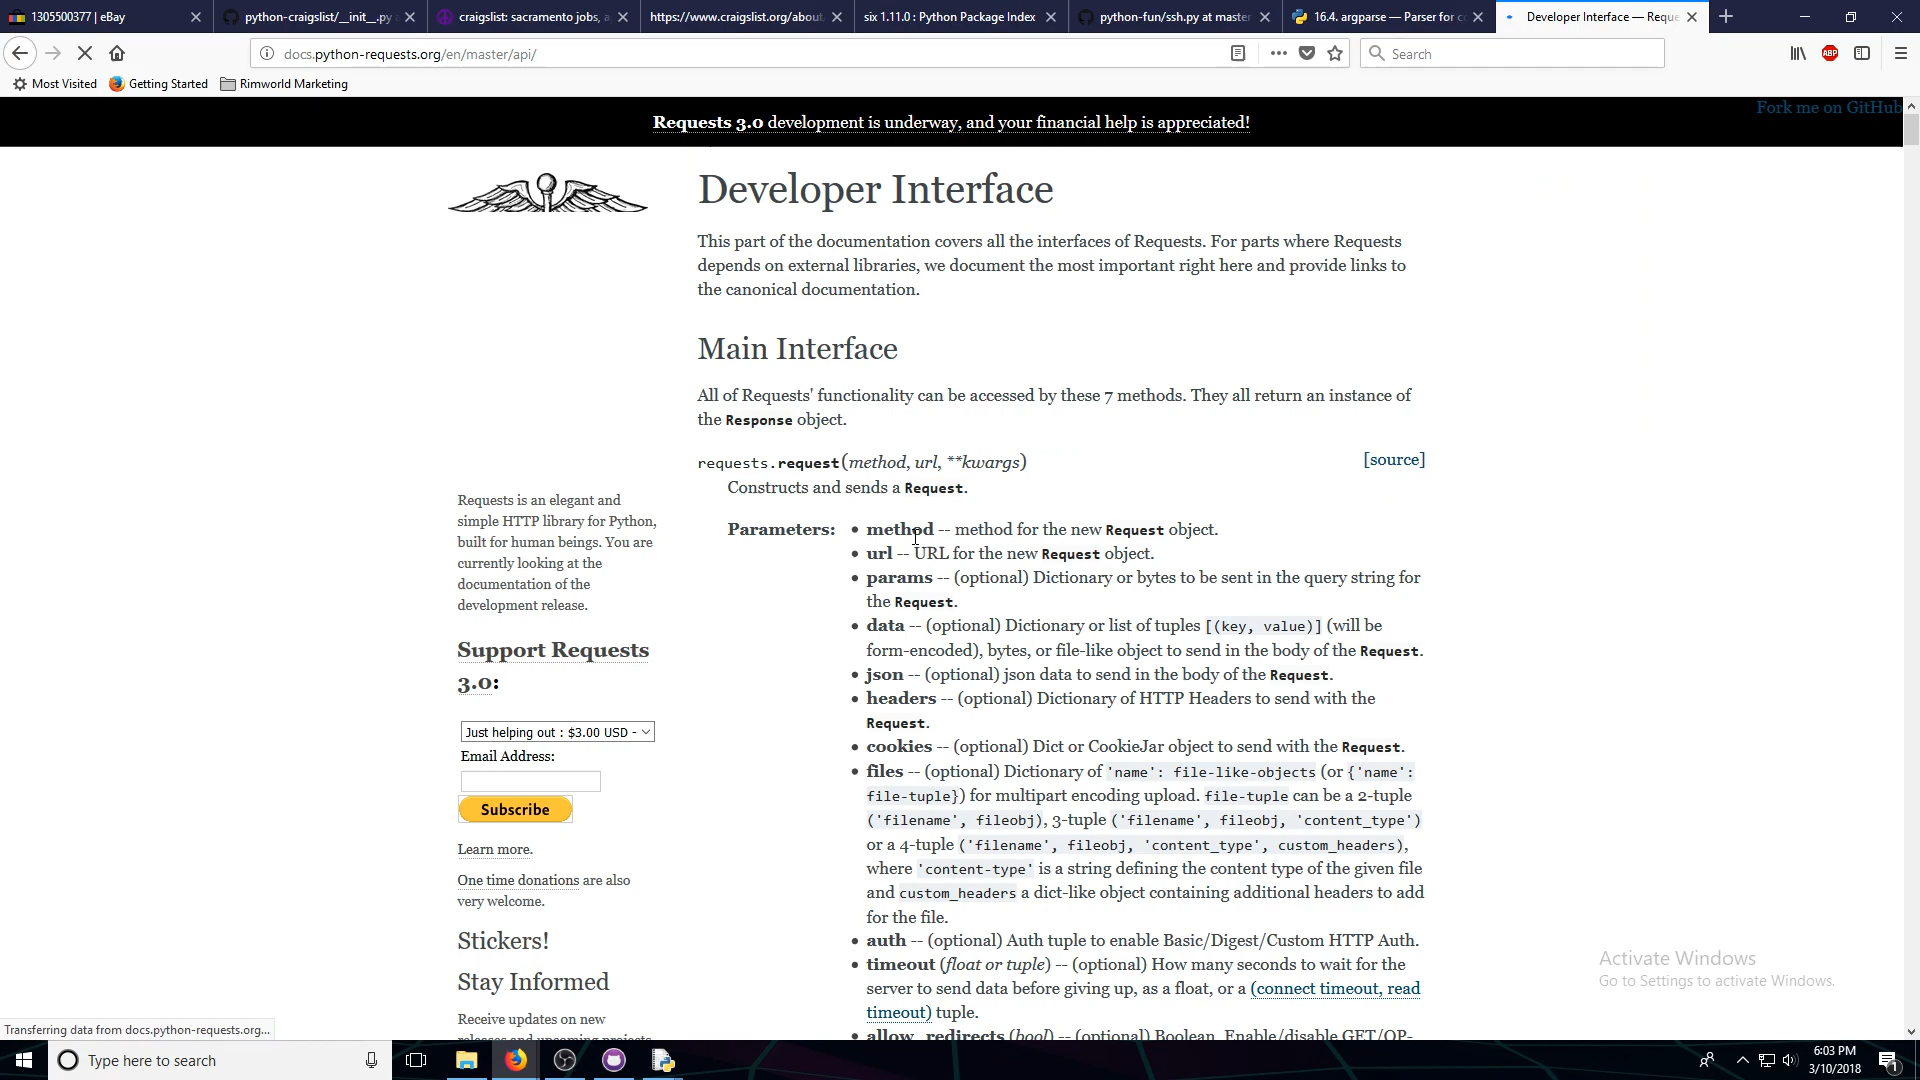 1305500377 | eBay
python-craigslist/__init__.py
craigslist: sacramento jobs, a
https://www.craigslist.org/about
six 1.11.0 : Python Package Index
python-fun/ssh.py at master
16.4. argparse — Parser for c
Developer Interface — Reque
docs.python-requests.org/en/master/api/
Search
Most Visited
Getting Started
Rimworld Marketing
ABP
Requests 3.0 development is underway, and your financial help is appreciated!
Fork me on GitHub
Developer Interface
This part of the documentation covers all the interfaces of Requests. For parts where Requests
depends on external libraries, we document the most important right here and provide links to
the canonical documentation.
Main Interface
All of Requests' functionality can be accessed by these 7 methods. They all return an instance of
the Response object.
requests.request(method, url, **kwargs) [source]
Constructs and sends a Request.
Parameters:
• method -- method for the new Request object.
• url -- URL for the new Request object.
• params -- (optional) Dictionary or bytes to be sent in the query string for
the Request.
• data -- (optional) Dictionary or list of tuples [(key, value)] (will be
form-encoded), bytes, or file-like object to send in the body of the Request.
• json -- (optional) json data to send in the body of the Request.
• headers -- (optional) Dictionary of HTTP Headers to send with the
Request.
• cookies -- (optional) Dict or CookieJar object to send with the Request.
• files -- (optional) Dictionary of 'name': file-like-objects (or {'name':
file-tuple}) for multipart encoding upload. file-tuple can be a 2-tuple
('filename', fileobj), 3-tuple ('filename', fileobj, 'content_type')
or a 4-tuple ('filename', fileobj, 'content_type', custom_headers),
where 'content-type' is a string defining the content type of the given file
and custom_headers a dict-like object containing additional headers to add
for the file.
• auth -- (optional) Auth tuple to enable Basic/Digest/Custom HTTP Auth.
• timeout (float or tuple) -- (optional) How many seconds to wait for the
server to send data before giving up, as a float, or a (connect timeout, read
timeout) tuple.
• allow_redirects (bool) -- (optional) Boolean. Enable/disable GET/OP-
Requests is an elegant and
simple HTTP library for Python,
built for human beings. You are
currently looking at the
documentation of the
development release.
Support Requests
3.0:
Just helping out : $3.00 USD -
Email Address:
Subscribe
Learn more.
One time donations are also
very welcome.
Stickers!
Stay Informed
Receive updates on new
releases and upcoming projects
Activate Windows
Go to Settings to activate Windows.
Transferring data from docs.python-requests.org...
Type here to search
6:03 PM
3/10/2018
1